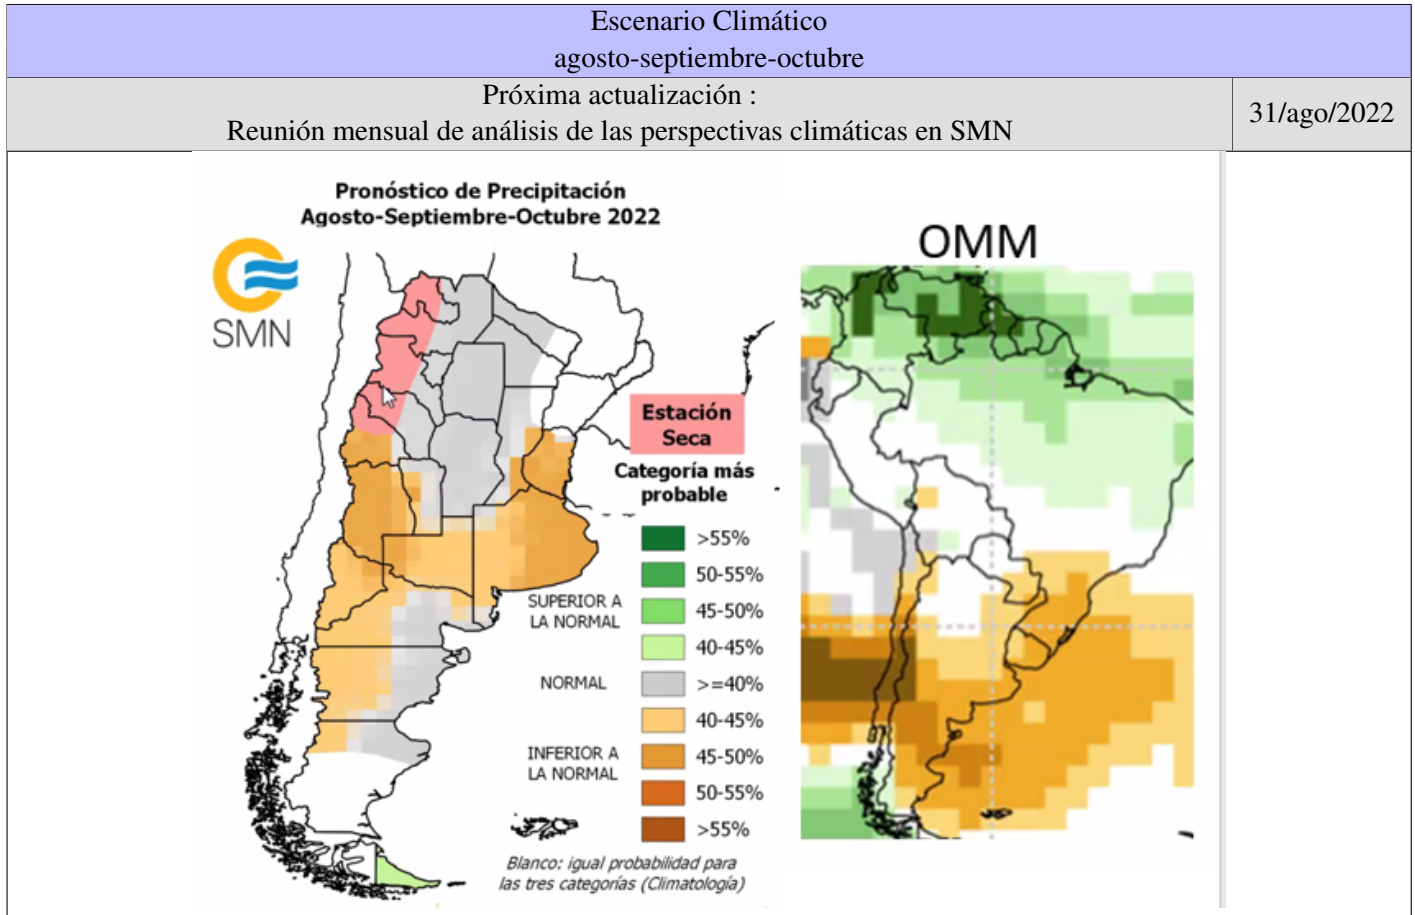 Escenario Climático
agosto-septiembre-octubre
Próxima actualización :
Reunión mensual de análisis de las perspectivas climáticas en SMN
31/ago/2022
Pronóstico de Precipitación
Agosto-Septiembre-Octubre 2022
SMN
OMM
Estación
Seca
Categoría más
probable
>55%
50-55%
SUPERIOR A
LA NORMAL
45-50%
40-45%
NORMAL
>=40%
40-45%
INFERIOR A
LA NORMAL
45-50%
50-55%
>55%
Blanco: igual probabilidad para
las tres categorías (Climatología)